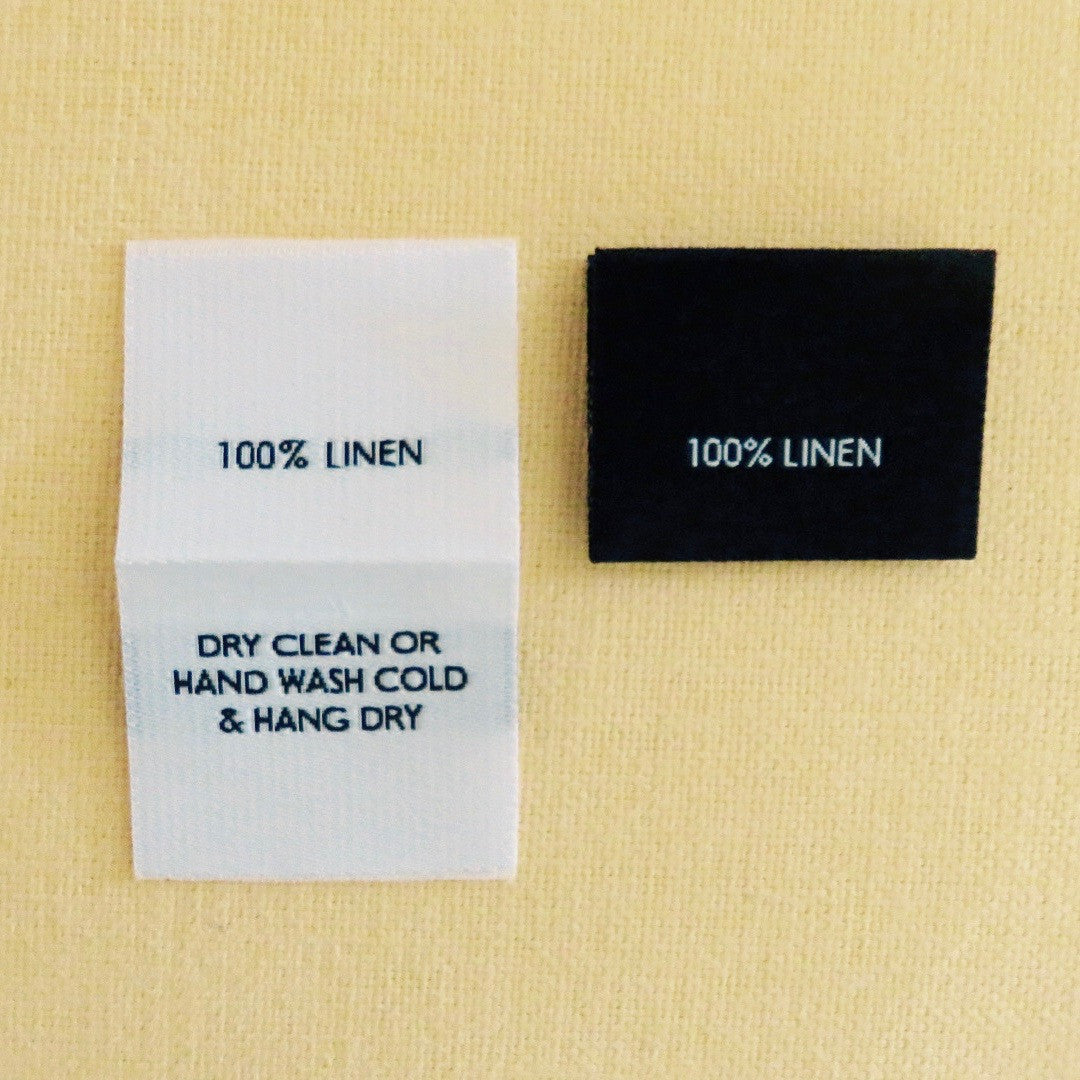 100% LINEN
DRY CLEAN OR
HAND WASH COLD
& HANG DRY
100% LINEN